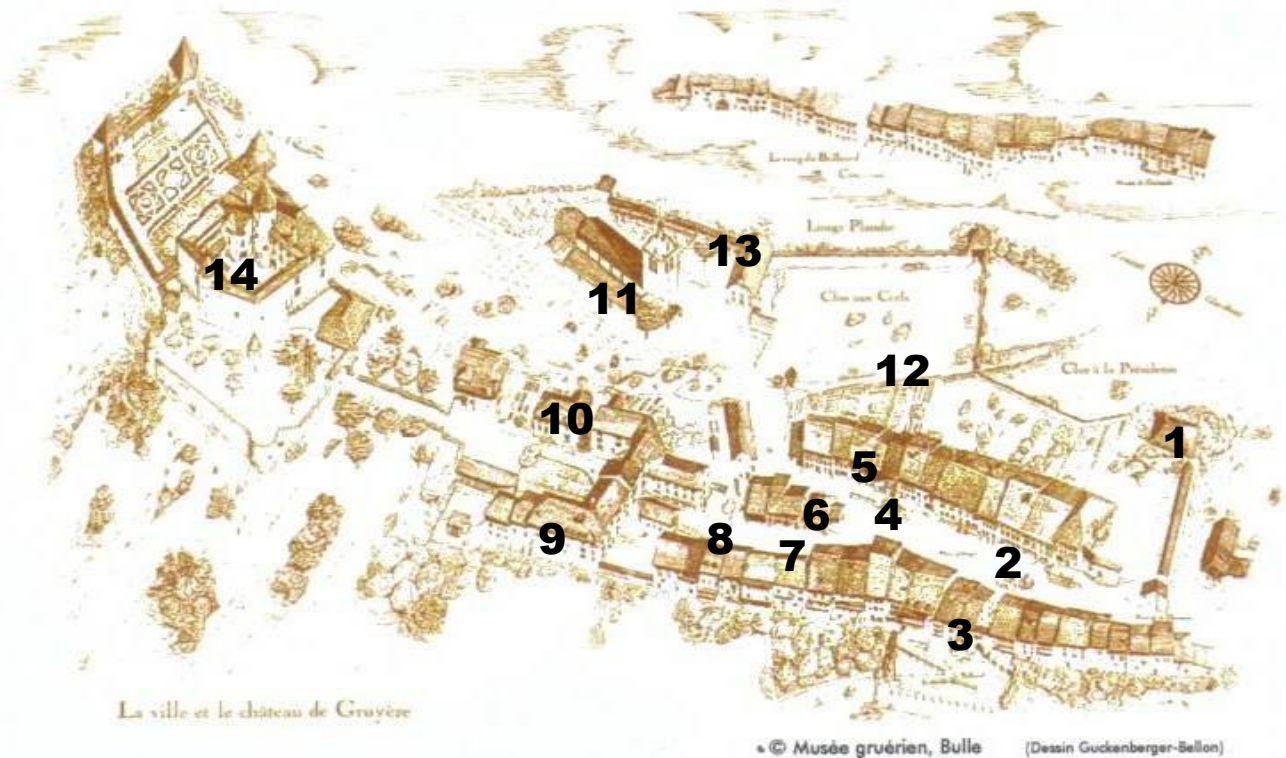 Longe Planche
Clos aux Cerfs
Clos à la Prévôtesse
14
13
11
12
10
1
5
6
4
9
8
7
2
3
La ville et le château de Gruyère
© Musée gruérien, Bulle (Dessin Guckenberger-Bellon)